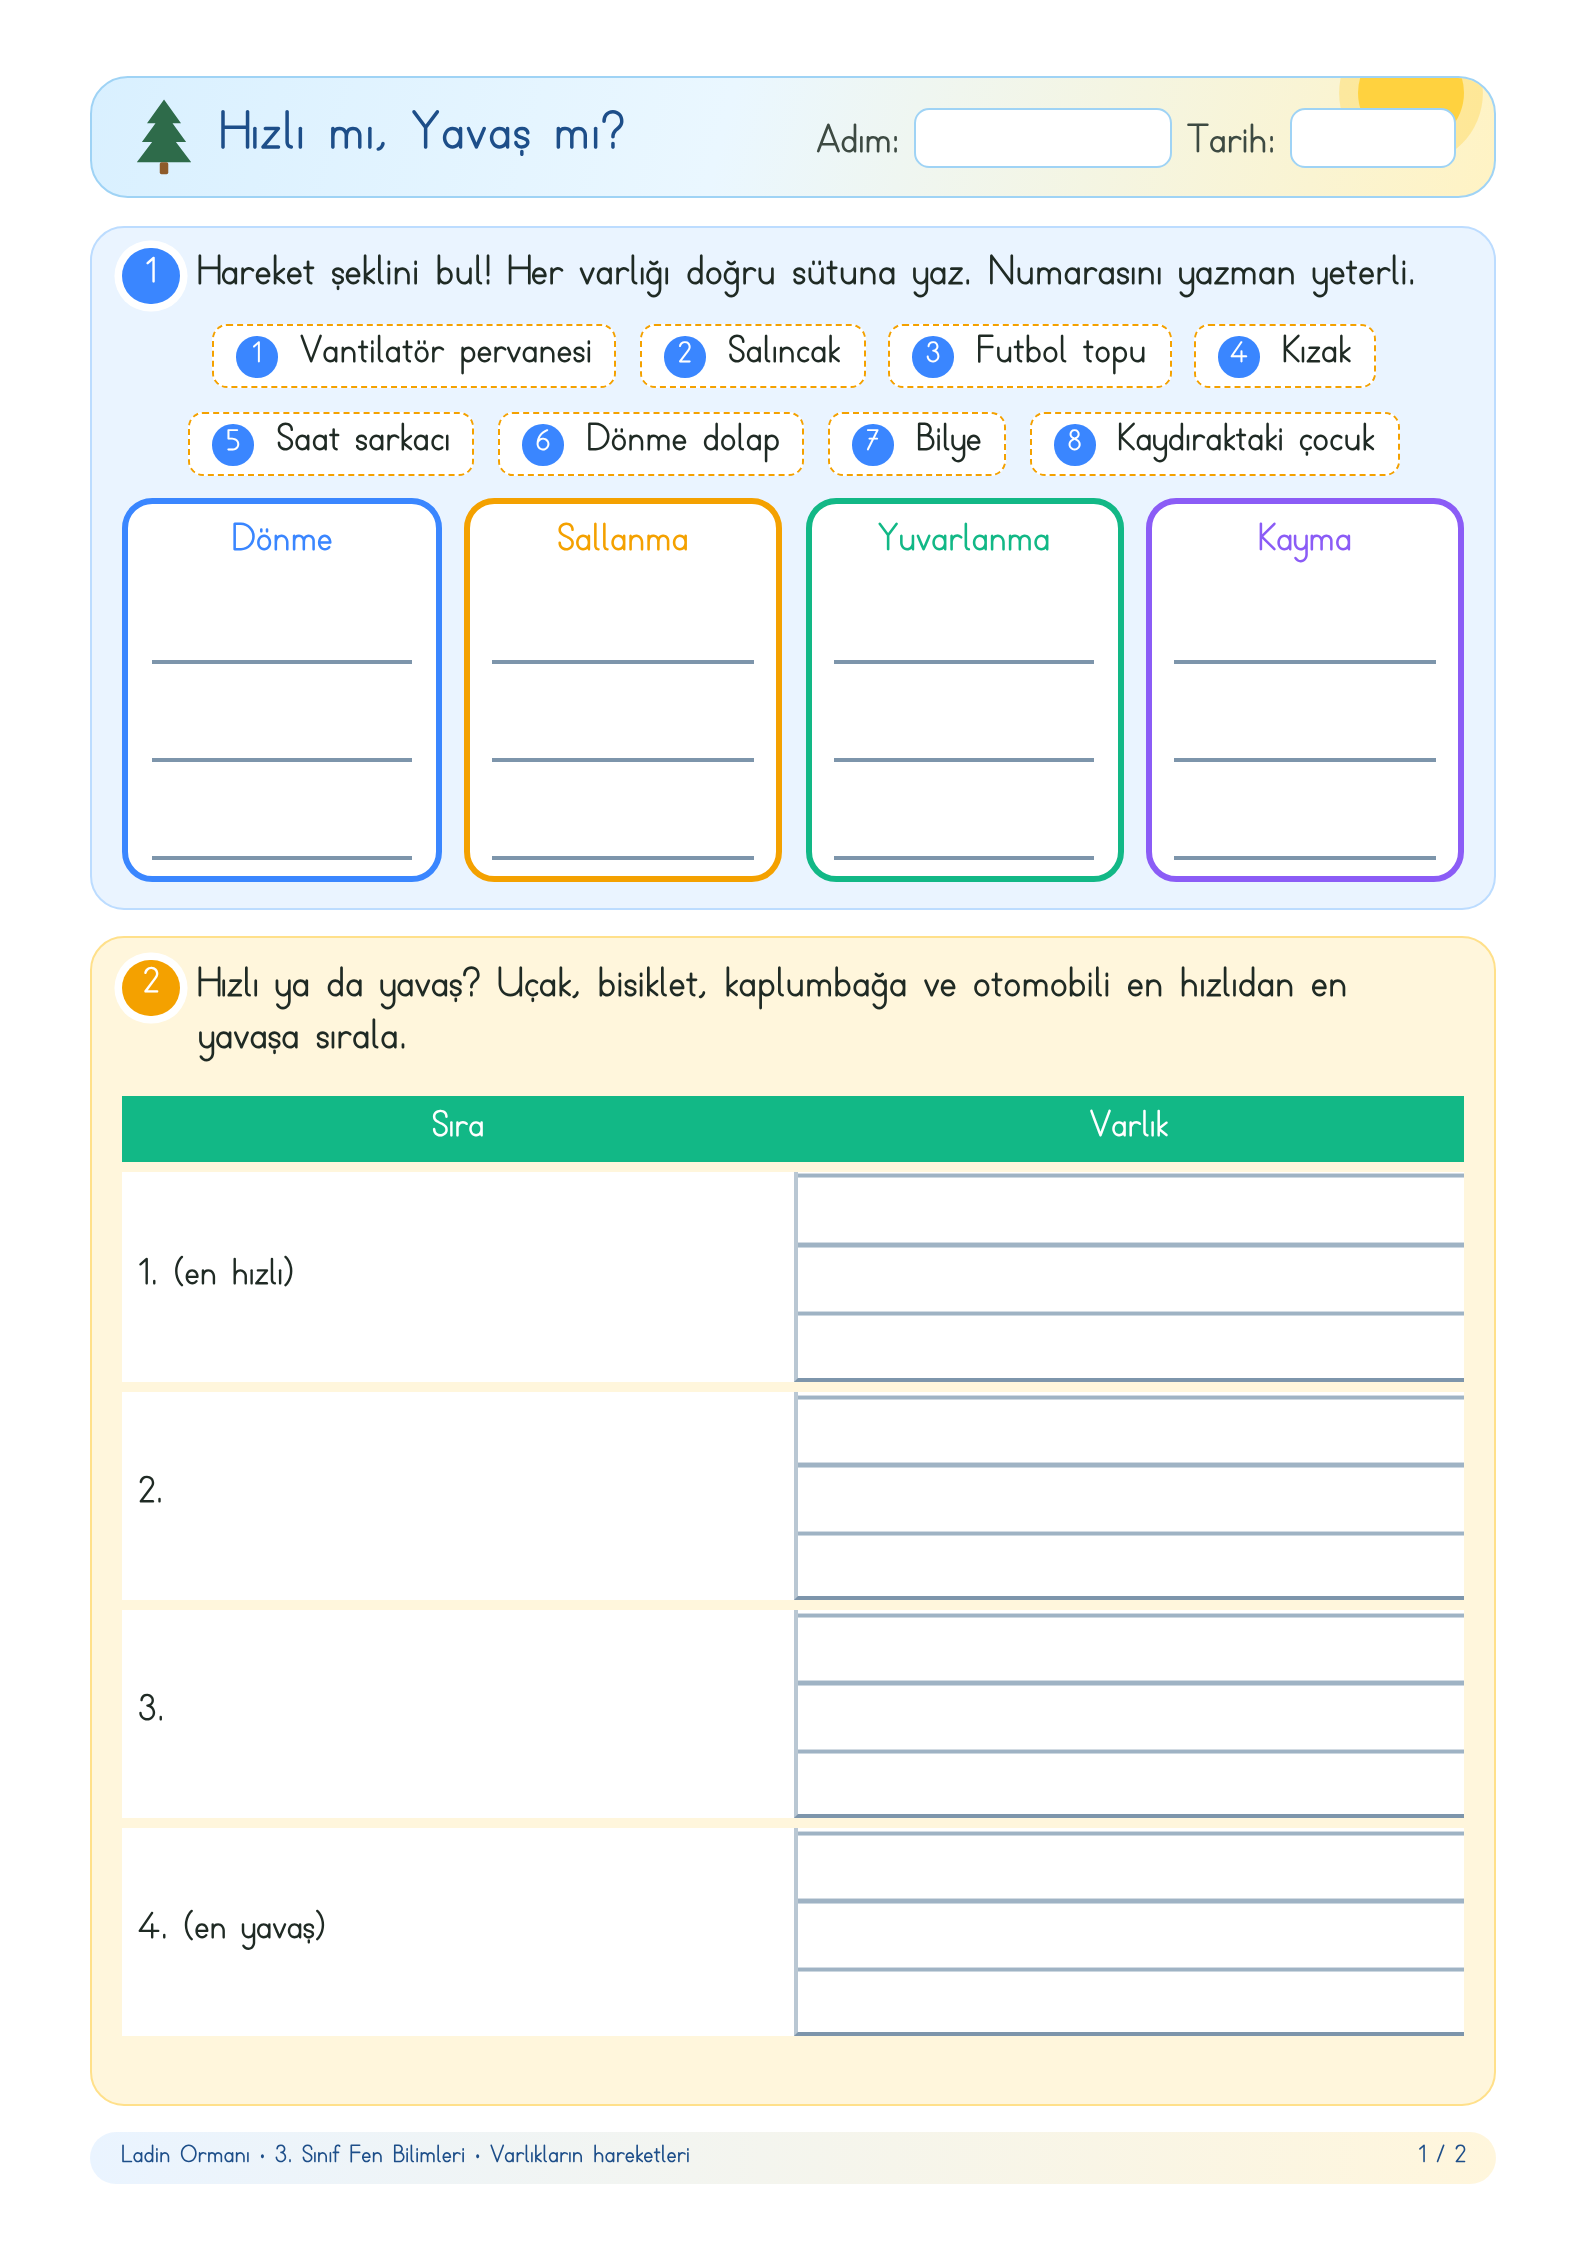 Hızlı mı, Yavaş mı?
Adım:
Tarih:
1 Hareket şeklini bul! Her varlığı doğru sütuna yaz. Numarasını yazman yeterli.
1 Vantilatör pervanesi
2 Salıncak
3 Futbol topu
4 Kızak
5 Saat sarkacı
6 Dönme dolap
7 Bilye
8 Kaydıraktaki çocuk
Dönme
Sallanma
Yuvarlanma
Kayma
2 Hızlı ya da yavaş? Uçak, bisiklet, kaplumbağa ve otomobili en hızlıdan en
yavaşa sırala.
Sıra
Varlık
1. (en hızlı)
2.
3.
4. (en yavaş)
Ladin Ormanı • 3. Sınıf Fen Bilimleri • Varlıkların hareketleri
1 / 2